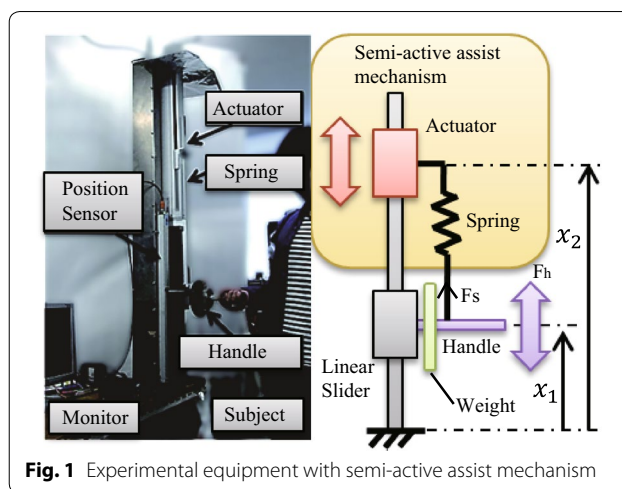 Actuator
Spring
Position
Sensor
Handle
Monitor
Subject
Semi-active assist
mechanism
Actuator
Spring
x₂
Fs
Fh
Handle
Linear
Slider
Weight
x₁
Fig. 1 Experimental equipment with semi-active assist mechanism